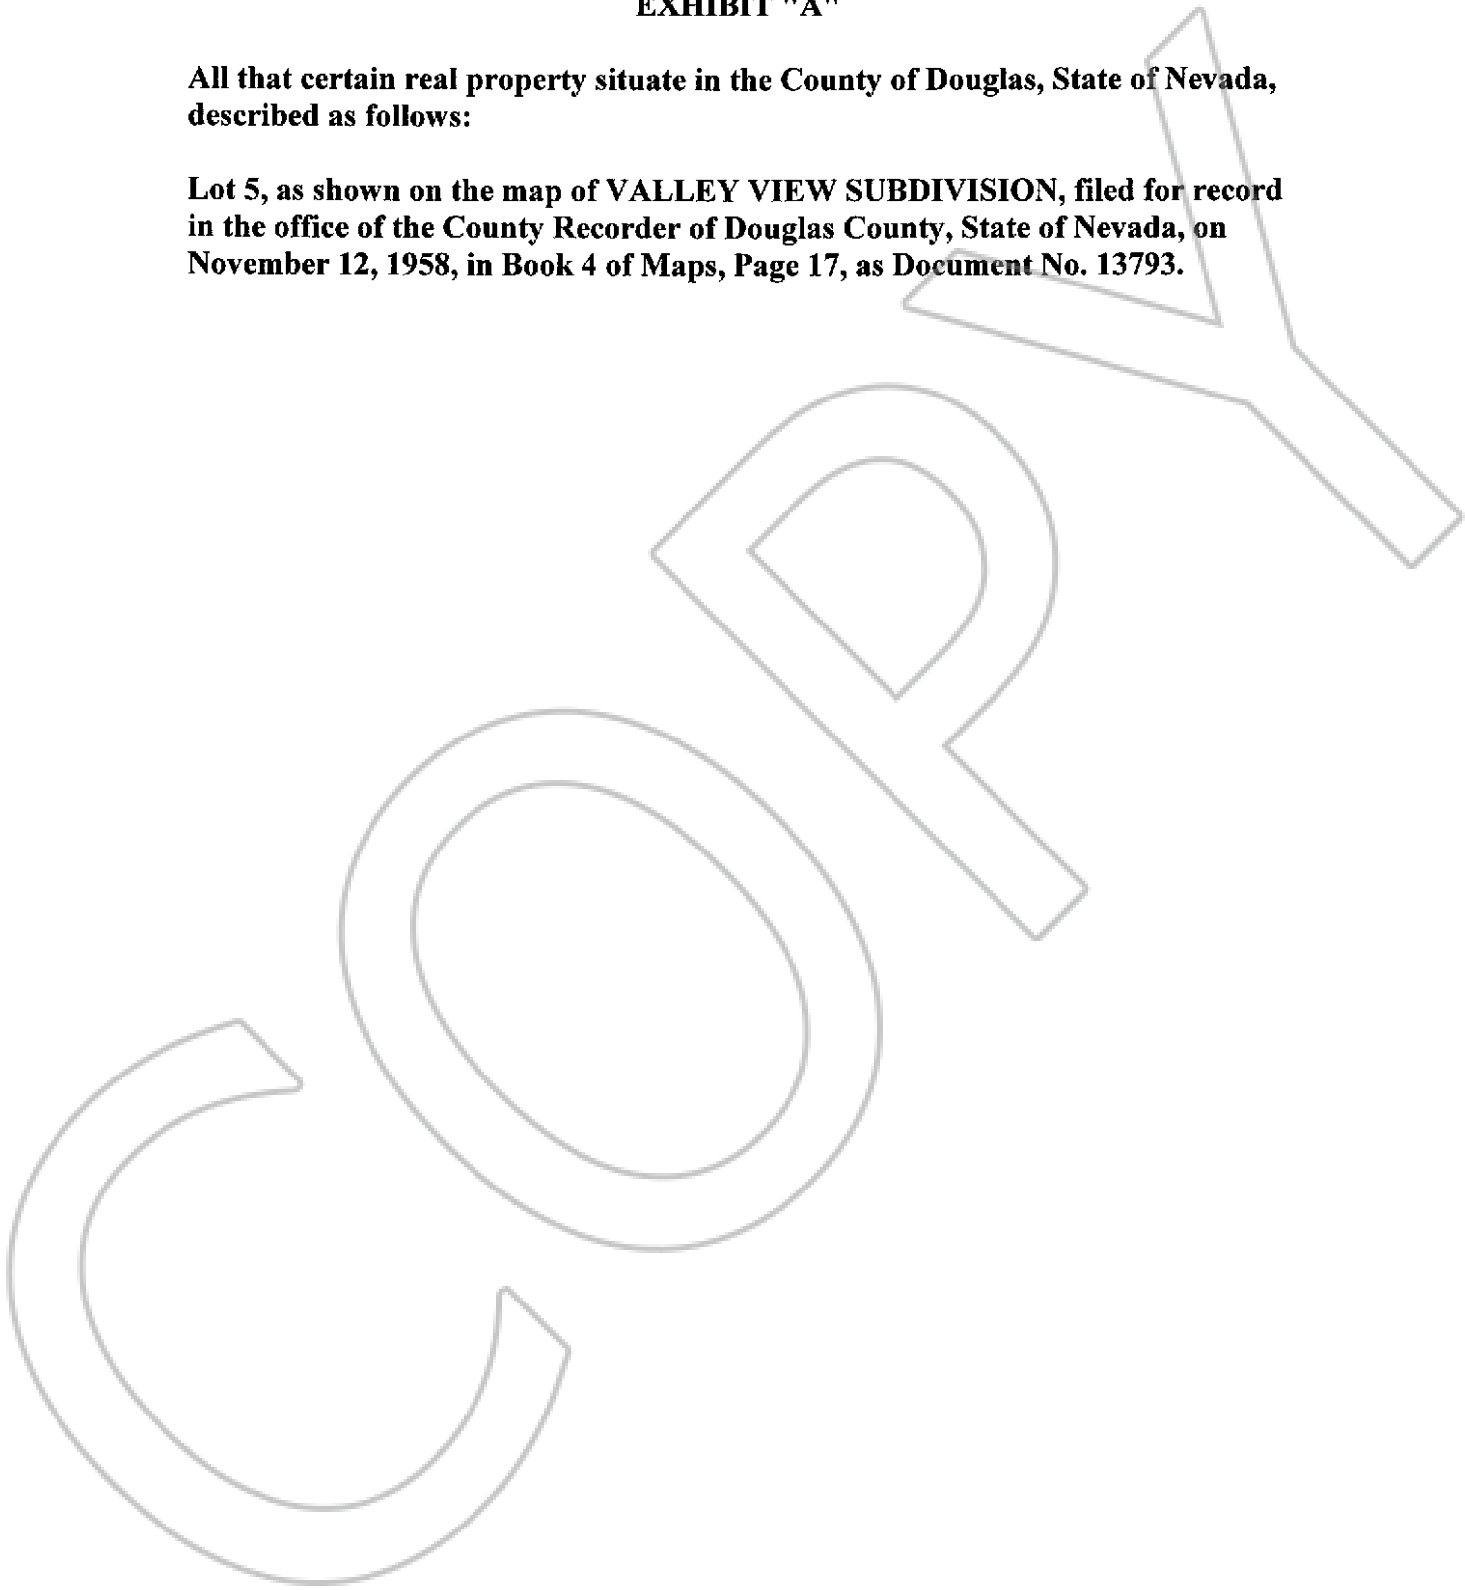 EXHIBIT "A"
All that certain real property situate in the County of Douglas, State of Nevada,
described as follows:
Lot 5, as shown on the map of VALLEY VIEW SUBDIVISION, filed for record
in the office of the County Recorder of Douglas County, State of Nevada, on
November 12, 1958, in Book 4 of Maps, Page 17, as Document No. 13793.
COPY